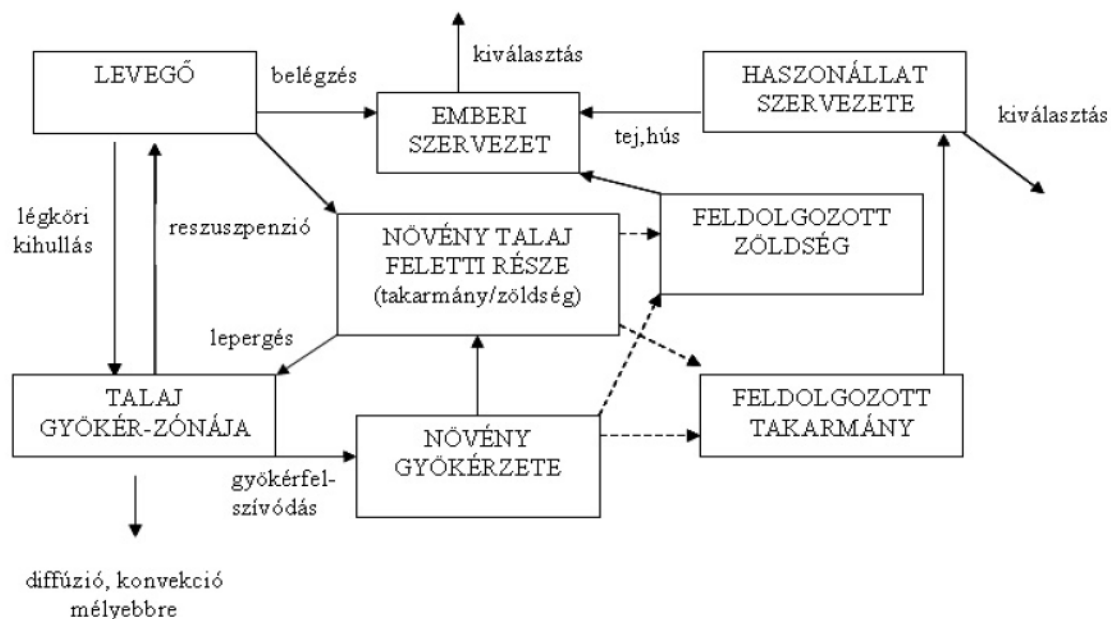 kiválasztás
LEVEGŐ
belégzés
HASZONÁLLAT
SZERVEZETE
EMBERI
SZERVEZET
tej,hús
kiválasztás
légköri
kihullás
reszuszpenzió
NÖVÉNY TALAJ
FELETTI RÉSZE
(takarmány/zöldség)
FELDOLGOZOTT
ZÖLDSÉG
lepergés
TALAJ
GYÖKÉR-ZÓNÁJA
NÖVÉNY
GYÖKÉRZETE
FELDOLGOZOTT
TAKARMÁNY
gyökérfel-
szívódás
diffúzió, konvekció
mélyebbre